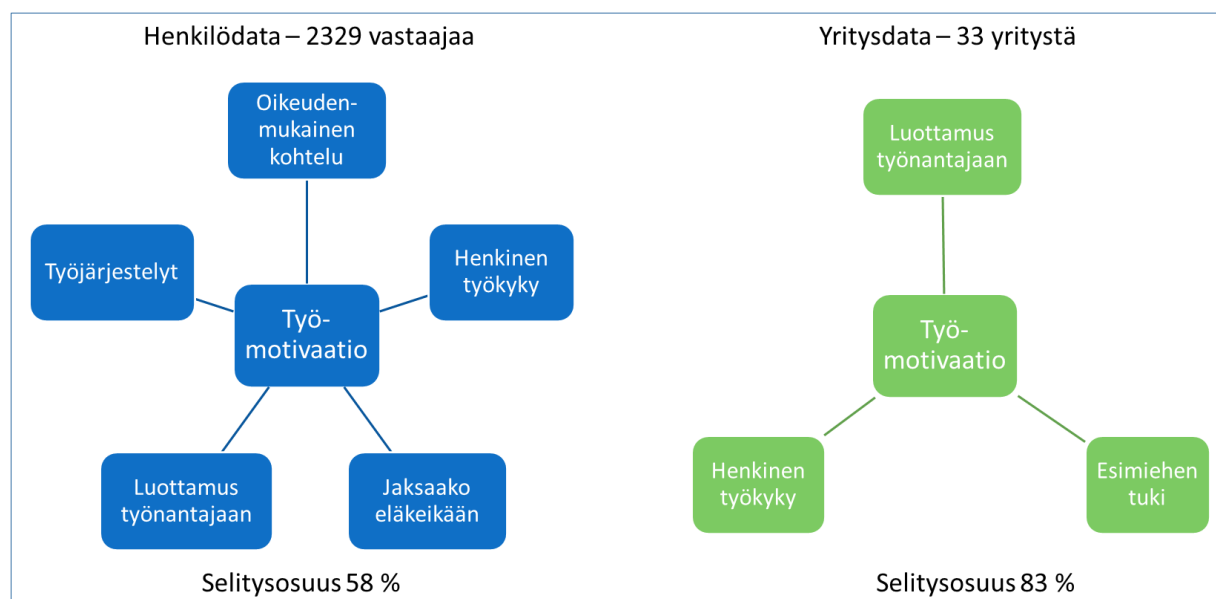 Henkilödata – 2329 vastaajaa
Oikeuden-
mukainen
kohtelu
Työjärjestelyt
Henkinen
työkyky
Työ-
motivaatio
Luottamus
työnantajaan
Jaksaako
eläkeikään
Selitysosuus 58 %
Yritysdata – 33 yritystä
Luottamus
työnantajaan
Työ-
motivaatio
Henkinen
työkyky
Esimiehen
tuki
Selitysosuus 83 %